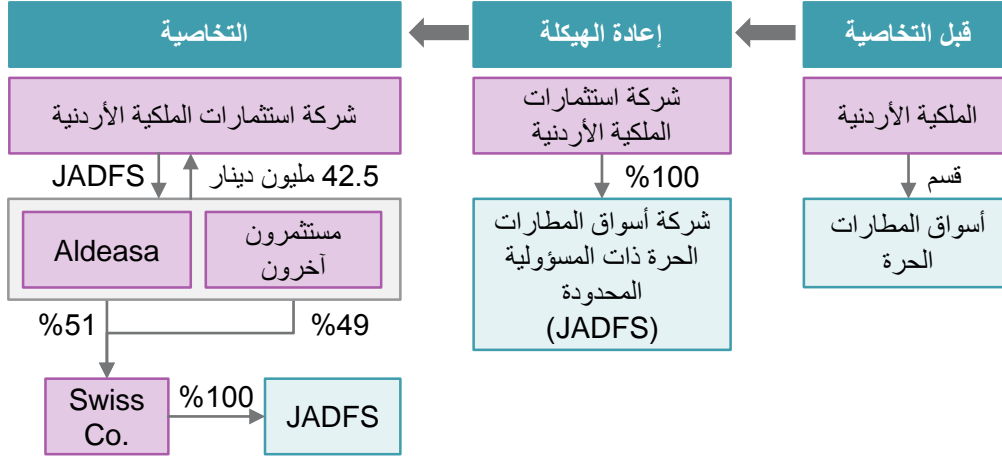 قبل التخاصية
إعادة الهيكلة
التخاصية
الملكية الأردنية
قسم
أسواق المطارات
الحرة
شركة استثمارات
الملكية الأردنية
%100
شركة أسواق المطارات
الحرة ذات المسؤولية
المحدودة
(JADFS)
شركة استثمارات الملكية الأردنية
42.5 مليون دينار
JADFS
مستثمرون
آخرون
Aldeasa
%49
%51
Swiss
Co.
%100
JADFS